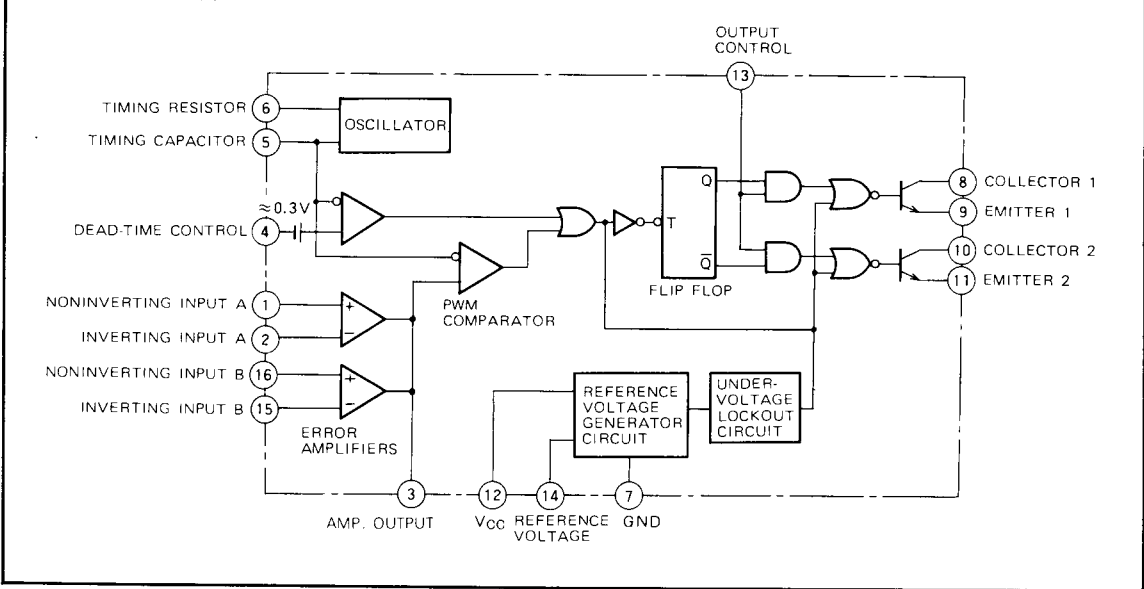 OUTPUT
CONTROL
13
TIMING RESISTOR 6
OSCILLATOR
TIMING CAPACITOR 5
≈0.3V
DEAD-TIME CONTROL 4
Q
T
Q̅
FLIP FLOP
8 COLLECTOR 1
9 EMITTER 1
10 COLLECTOR 2
11 EMITTER 2
NONINVERTING INPUT A 1
+
−
INVERTING INPUT A 2
PWM
COMPARATOR
NONINVERTING INPUT B 16
+
−
INVERTING INPUT B 15
ERROR
AMPLIFIERS
REFERENCE
VOLTAGE
GENERATOR
CIRCUIT
UNDER-
VOLTAGE
LOCKOUT
CIRCUIT
3
AMP. OUTPUT
12
VCC
14
REFERENCE
VOLTAGE
7
GND